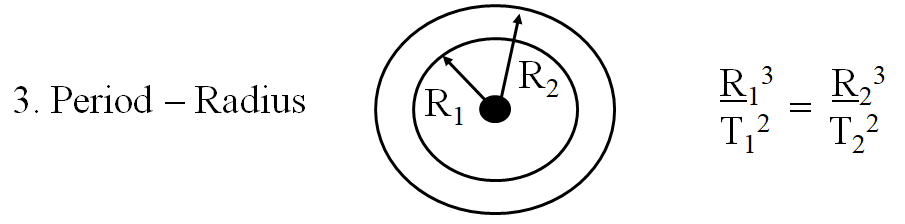 3. Period – Radius
R₁
R₂
R₁³ = R₂³
T₁² T₂²